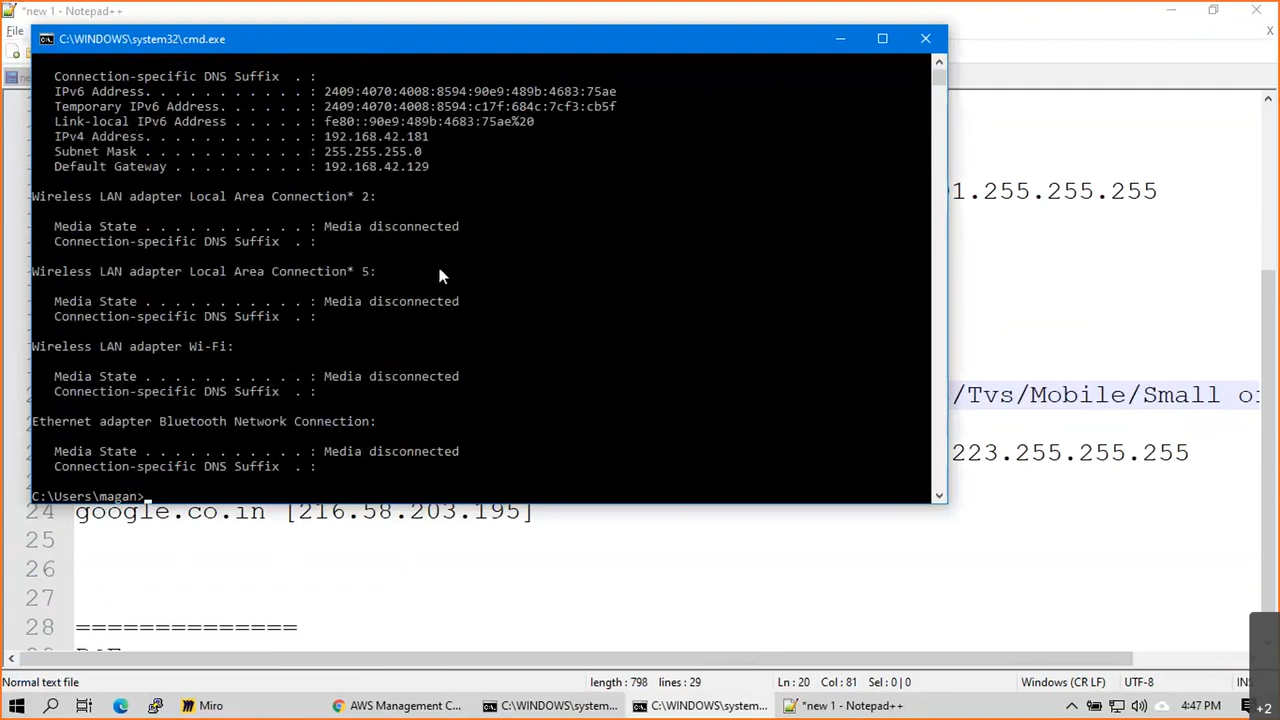 *new 1 - Notepad++
File
C:\WINDOWS\system32\cmd.exe
Connection-specific DNS Suffix . :
IPv6 Address. . . . . . . . . . . : 2409:4070:4008:8594:90e9:489b:4683:75ae
Temporary IPv6 Address. . . . . . : 2409:4070:4008:8594:c17f:684c:7cf3:cb5f
Link-local IPv6 Address . . . . . : fe80::90e9:489b:4683:75ae%20
IPv4 Address. . . . . . . . . . . : 192.168.42.181
Subnet Mask . . . . . . . . . . . : 255.255.255.0
Default Gateway . . . . . . . . . : 192.168.42.129
Wireless LAN adapter Local Area Connection* 2:
1.255.255.255
Media State . . . . . . . . . . . : Media disconnected
Connection-specific DNS Suffix . :
Wireless LAN adapter Local Area Connection* 5:
Media State . . . . . . . . . . . : Media disconnected
Connection-specific DNS Suffix . :
Wireless LAN adapter Wi-Fi:
Media State . . . . . . . . . . . : Media disconnected
Connection-specific DNS Suffix . :
/Tvs/Mobile/Small
Ethernet adapter Bluetooth Network Connection:
Media State . . . . . . . . . . . : Media disconnected
223.255.255.255
Connection-specific DNS Suffix . :
C:\Users\magan>
24 google.co.in [216.58.203.195]
25
26
27
28 ==============
Normal text file length : 798 lines : 29 Ln : 20 Col : 81 Sel : 0 | 0 Windows (CR LF) UTF-8
Miro AWS Management C... C:\WINDOWS\system... C:\WINDOWS\system... *new 1 - Notepad++ 4:47 PM +2